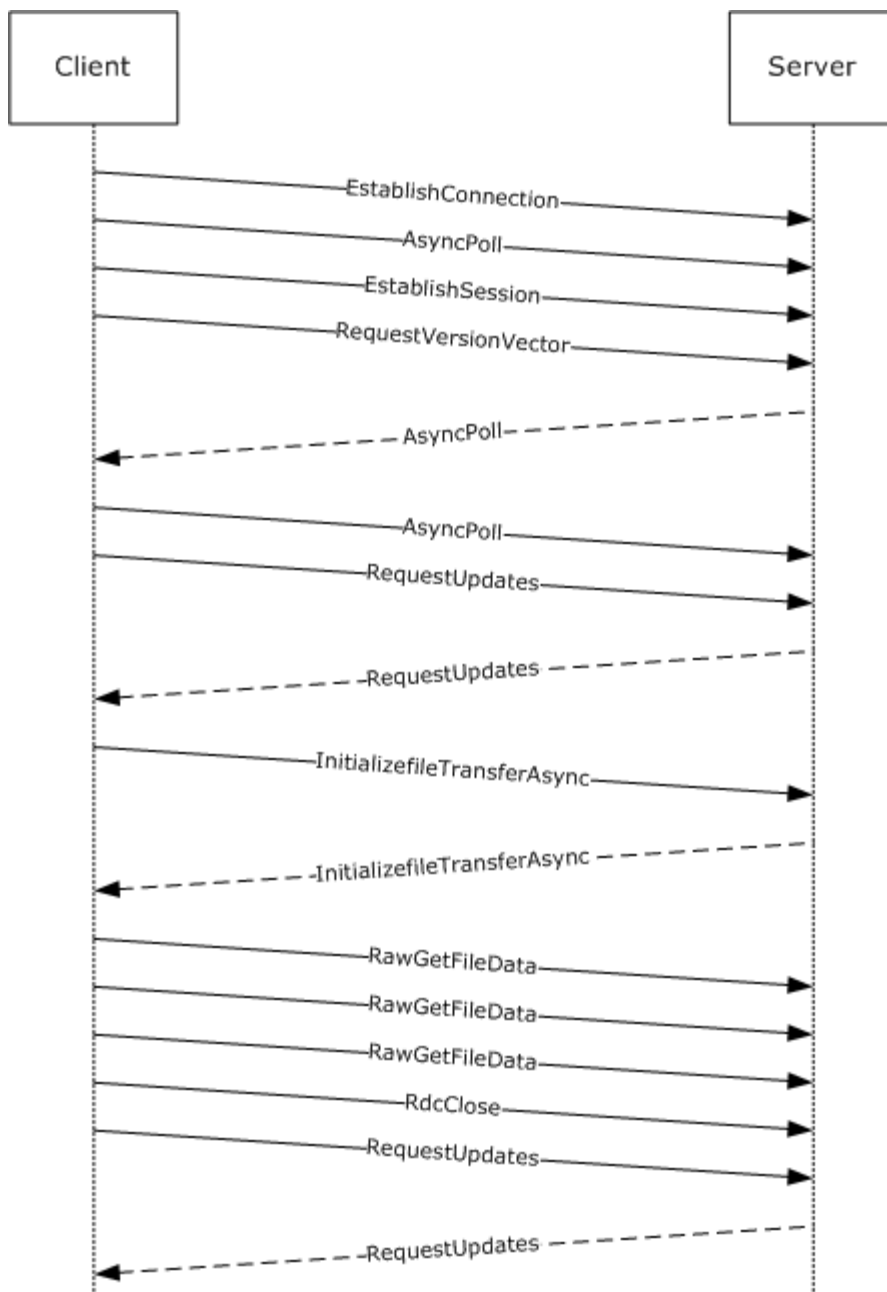 Client
Server
EstablishConnection
AsyncPoll
EstablishSession
RequestVersionVector
AsyncPoll
AsyncPoll
RequestUpdates
RequestUpdates
InitializefileTransferAsync
InitializefileTransferAsync
RawGetFileData
RawGetFileData
RawGetFileData
RdcClose
RequestUpdates
RequestUpdates